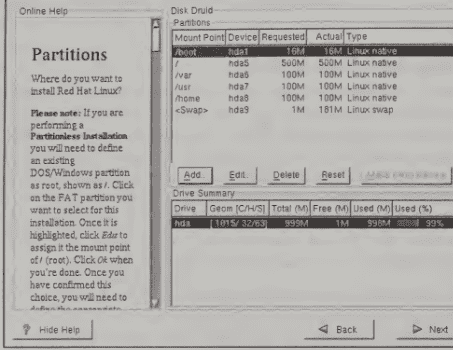 Online Help
Partitions
Where do you want to
install Red Hat Linux?
Please note: If you are
performing a
Partitionless Installation
you will need to define
an existing
DOS/Windows partition
as root, shown as /. Click
on the FAT partition you
want to select for this
installation. Once it is
highlighted, click Edit to
assign it the mount point
of / (root). Click Ok when
you're done. Once you
have confirmed this
choice, you will need to
define the appropriate
Hide Help
Disk Druid
Partitions
Mount Point Device Requested Actual Type
/boot hda1 16M 16M Linux native
/ hda5 500M 500M Linux native
/var hda6 100M 100M Linux native
/usr hda7 100M 100M Linux native
/home hda8 100M 100M Linux native
<Swap> hda9 1M 181M Linux swap
Add... Edit... Delete Reset
Drive Summary
Drive Geom [C/H/S] Total (M) Free (M) Used (M) Used (%)
hda [ 1015/ 32/63] 999M 1M 998M 99%
Back Next